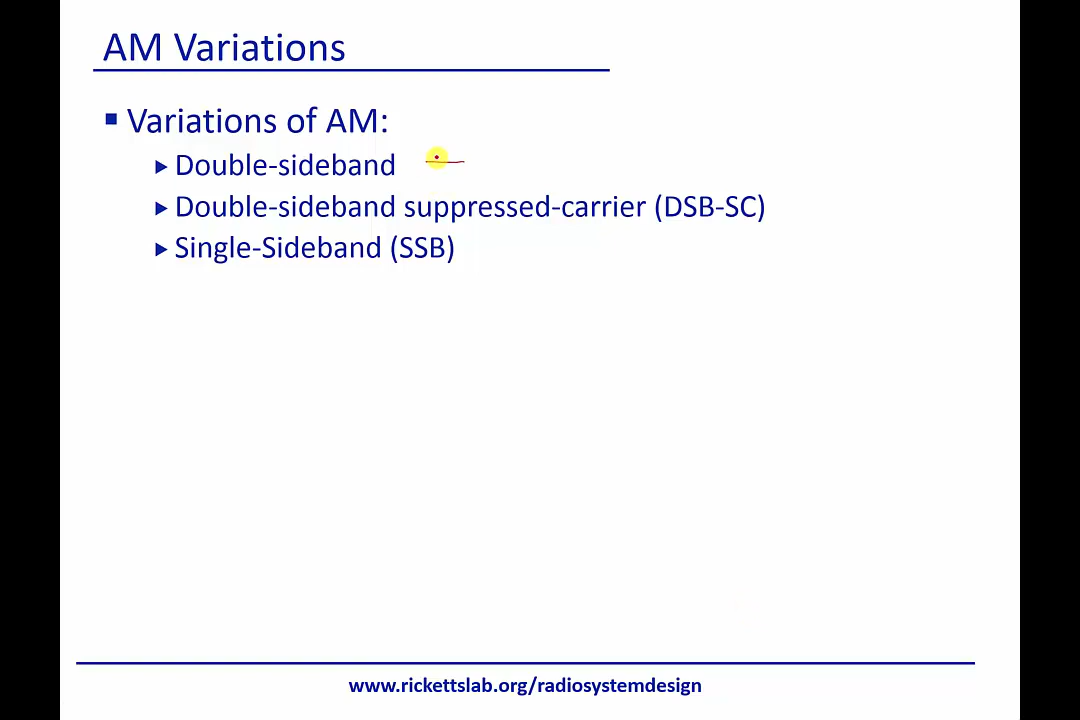 AM Variations
Variations of AM:
Double-sideband
Double-sideband suppressed-carrier (DSB-SC)
Single-Sideband (SSB)
www.rickettslab.org/radiosystemdesign